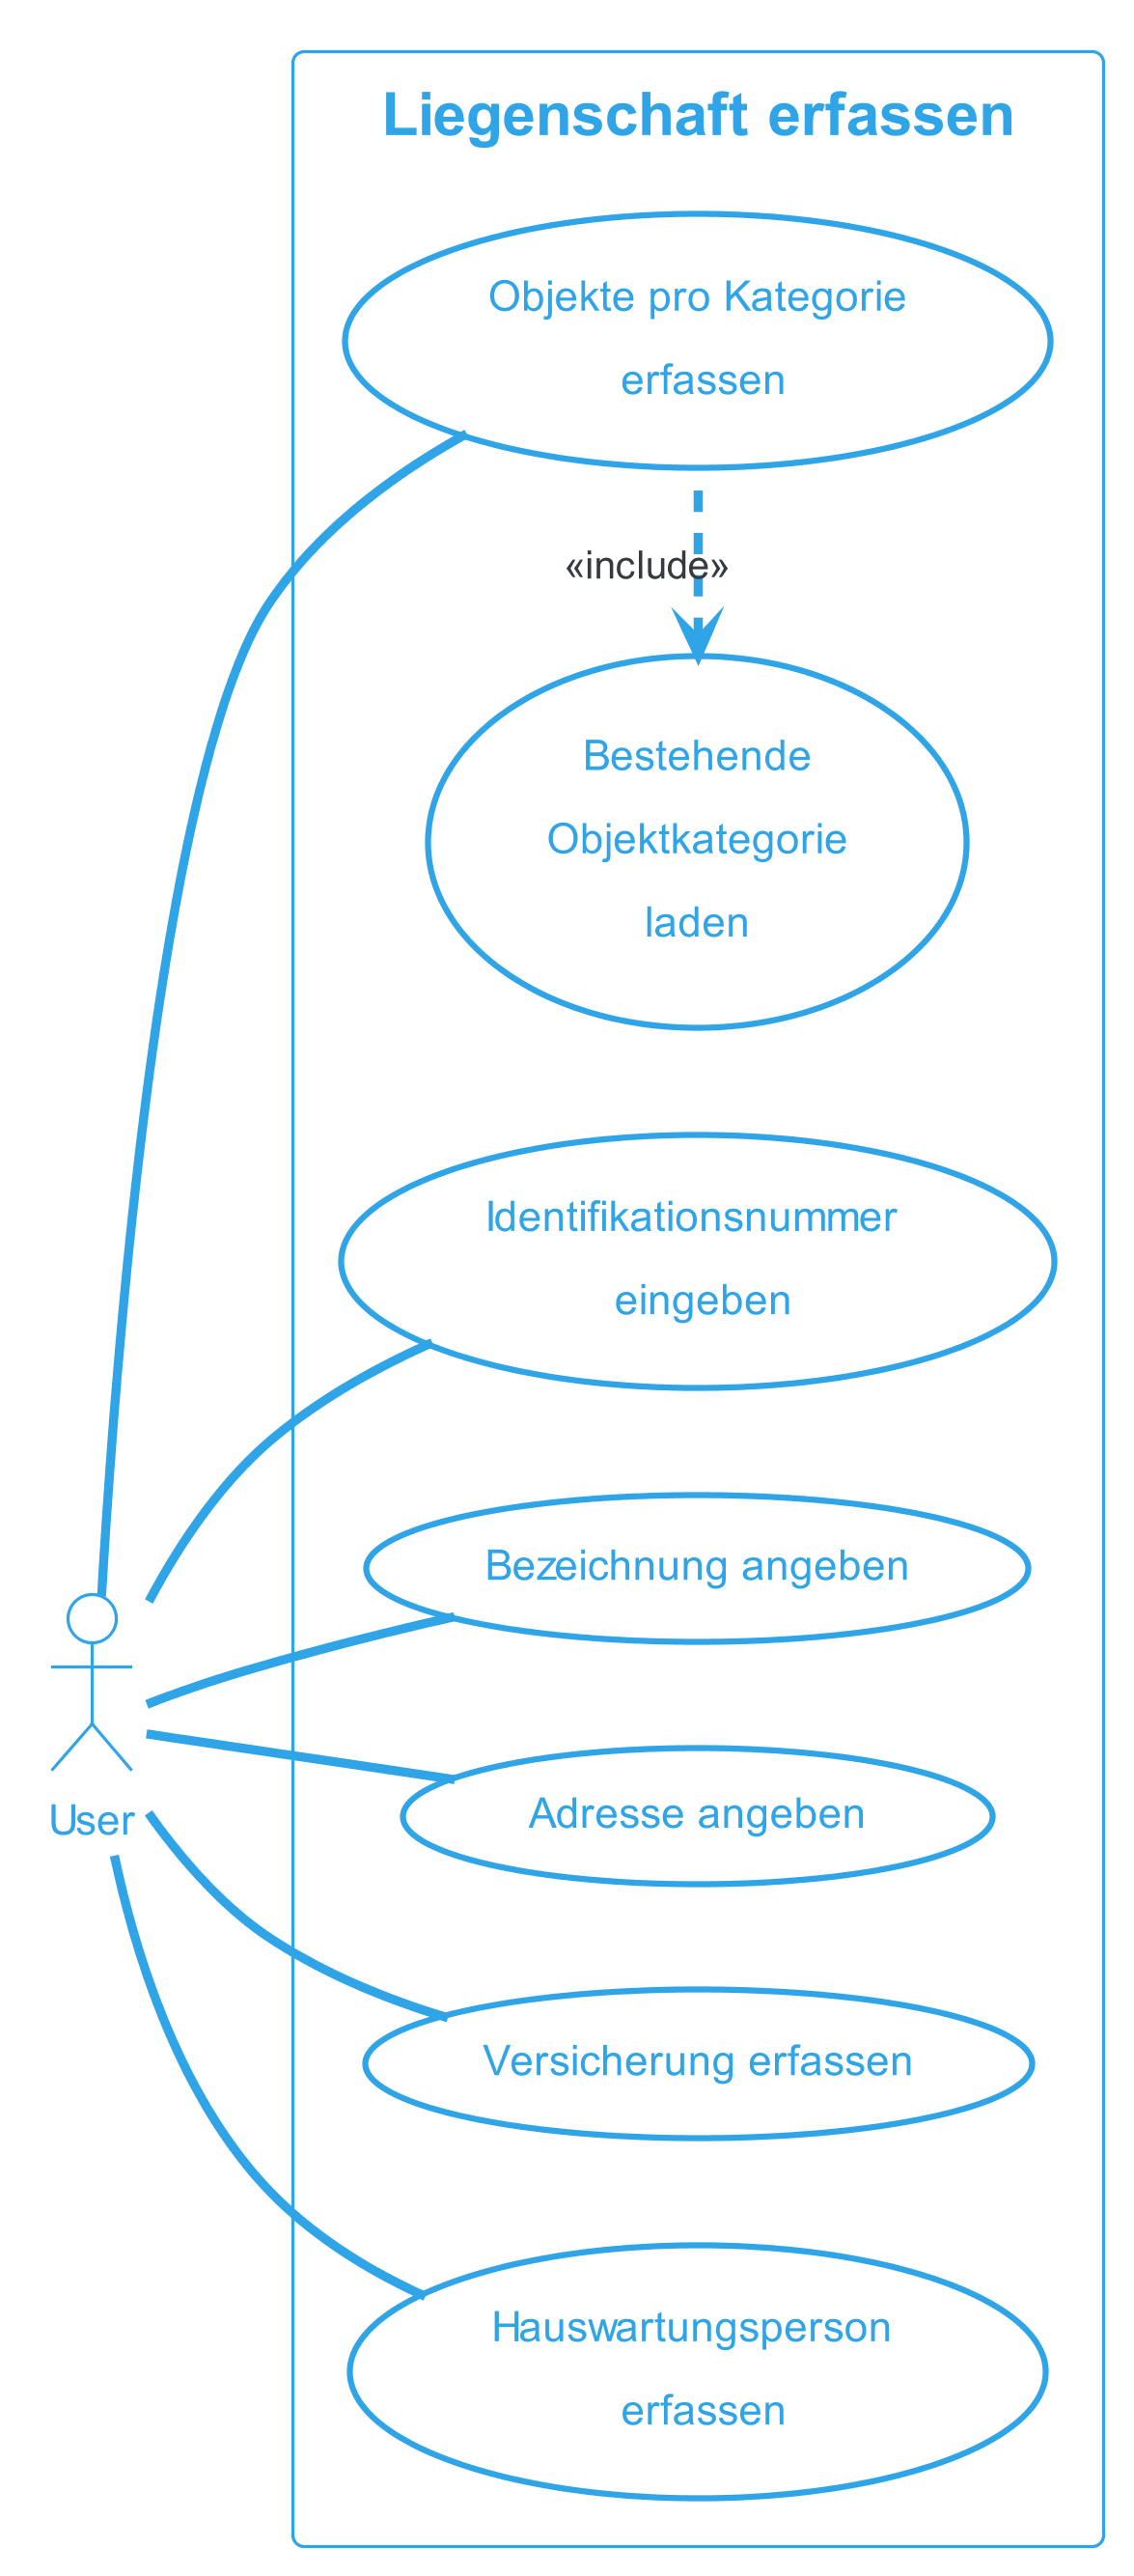 Liegenschaft erfassen
Objekte pro Kategorie
erfassen
«include»
Bestehende
Objektkategorie
laden
Identifikationsnummer
eingeben
Bezeichnung angeben
Adresse angeben
User
Versicherung erfassen
Hauswartungsperson
erfassen